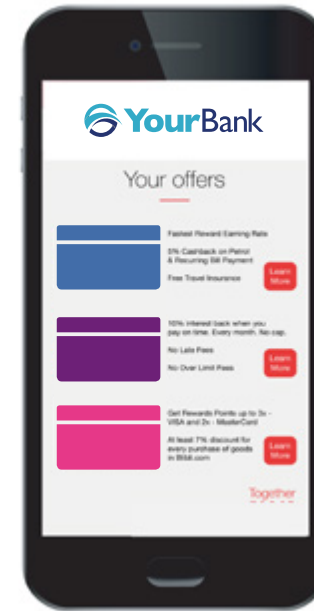 YourBank
Your offers
Fastest Reward Earning Rate
5% Cashback on Petrol
& Recurring Bill Payment
Free Travel Insurance
Learn
More
10% interest back when you
pay on time. Every month. No cap.
No Late Fees
No Over Limit Fees
Learn
More
Get Rewards Points up to 3x -
VISA and 2x - MasterCard
At least 7% discount for
every purchase of goods
in
Learn
More
Together